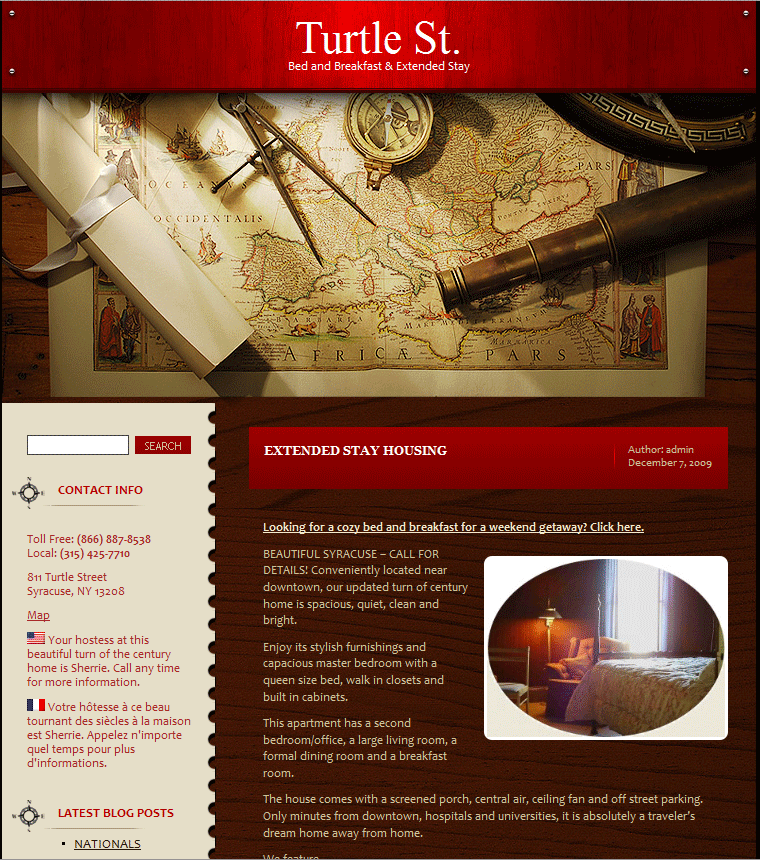 Turtle St.
Bed and Breakfast & Extended Stay
PARS
OCEANVS
OCCIDENTALIS
BARBARIA
MARE MEDITERRANEVM
MARMARICA
AFRICÆ PARS
SEARCH
CONTACT INFO
Toll Free: (866) 887-8538
Local: (315) 425-7710
811 Turtle Street
Syracuse, NY 13208
Map
Your hostess at this
beautiful turn of the century
home is Sherrie. Call any time
for more information.
Votre hôtesse à ce beau
tournant des siècles à la maison
est Sherrie. Appelez n'importe
quel temps pour plus
d'informations.
LATEST BLOG POSTS
NATIONALS
EXTENDED STAY HOUSING
Author: admin
December 7, 2009
Looking for a cozy bed and breakfast for a weekend getaway? Click here.
BEAUTIFUL SYRACUSE – CALL FOR
DETAILS! Conveniently located near
downtown, our updated turn of century
home is spacious, quiet, clean and
bright.
Enjoy its stylish furnishings and
capacious master bedroom with a
queen size bed, walk in closets and
built in cabinets.
This apartment has a second
bedroom/office, a large living room, a
formal dining room and a breakfast
room.
The house comes with a screened porch, central air, ceiling fan and off street parking.
Only minutes from downtown, hospitals and universities, it is absolutely a traveler's
dream home away from home.
We feature